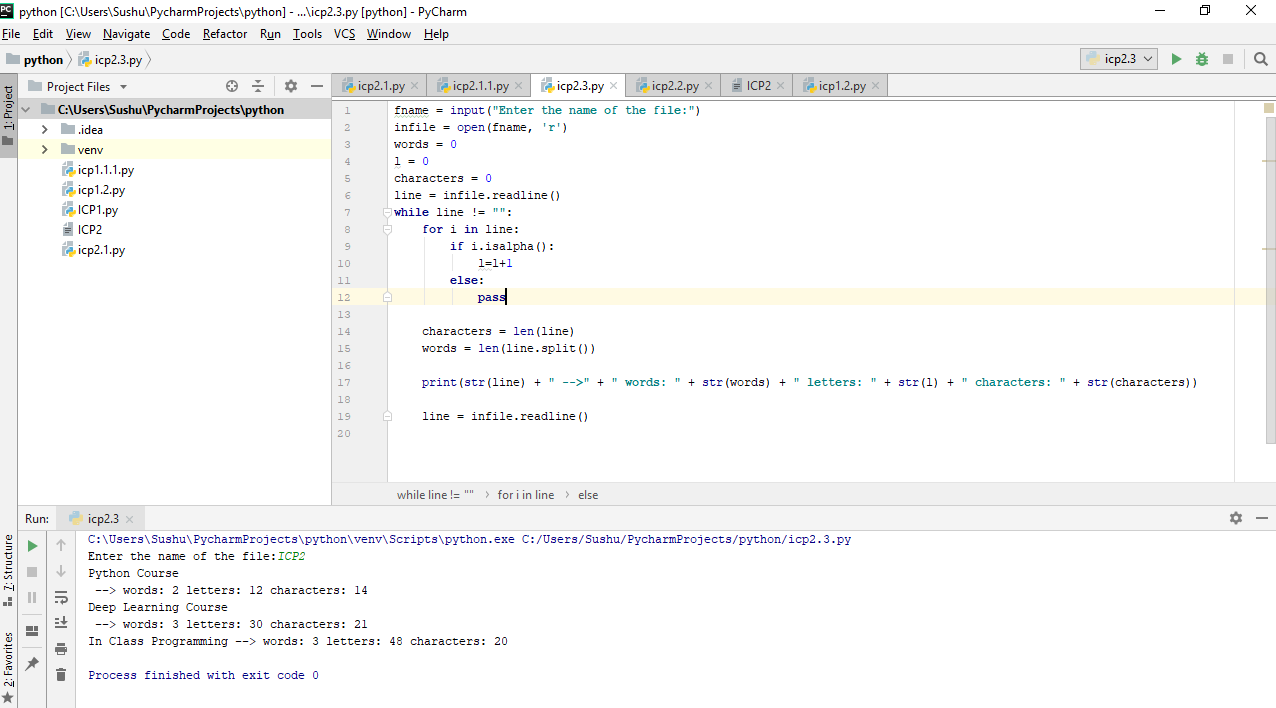 PC python [C:\Users\Sushu\PycharmProjects\python] - ...\icp2.3.py [python] - PyCharm
File Edit View Navigate Code Refactor Run Tools VCS Window Help
python icp2.3.py icp2.3
1: Project
Project Files
icp2.1.py icp2.1.1.py icp2.3.py icp2.2.py ICP2 icp1.2.py
C:\Users\Sushu\PycharmProjects\python
.idea
venv
icp1.1.1.py
icp1.2.py
ICP1.py
ICP2
icp2.1.py
1 fname = input("Enter the name of the file:")
2 infile = open(fname, 'r')
3 words = 0
4 l = 0
5 characters = 0
6 line = infile.readline()
7 while line != "":
8     for i in line:
9         if i.isalpha():
10             l=l+1
11         else:
12             pass
13
14     characters = len(line)
15     words = len(line.split())
16
17     print(str(line) + " -->" + " words: " + str(words) + " letters: " + str(l) + " characters: " + str(characters))
18
19     line = infile.readline()
20
while line != "" › for i in line › else
Run: icp2.3
7: Structure
2: Favorites
C:\Users\Sushu\PycharmProjects\python\venv\Scripts\python.exe C:/Users/Sushu/PycharmProjects/python/icp2.3.py
Enter the name of the file:ICP2
Python Course
 --> words: 2 letters: 12 characters: 14
Deep Learning Course
 --> words: 3 letters: 30 characters: 21
In Class Programming --> words: 3 letters: 48 characters: 20
Process finished with exit code 0